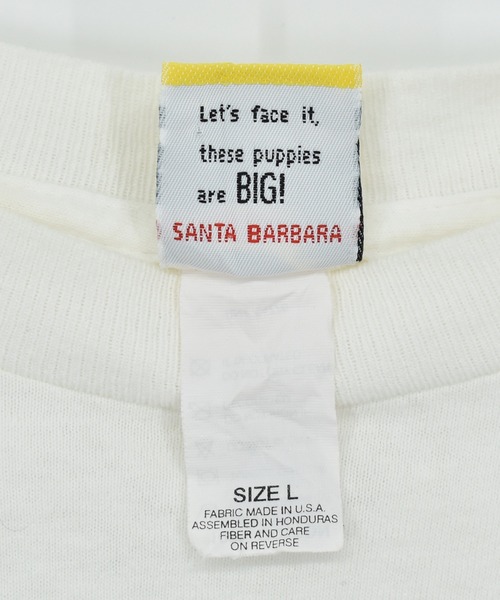 Let's face it,
these puppies
are BIG!
SANTA BARBARA
SIZE L
FABRIC MADE IN U.S.A.
ASSEMBLED IN HONDURAS
FIBER AND CARE
ON REVERSE